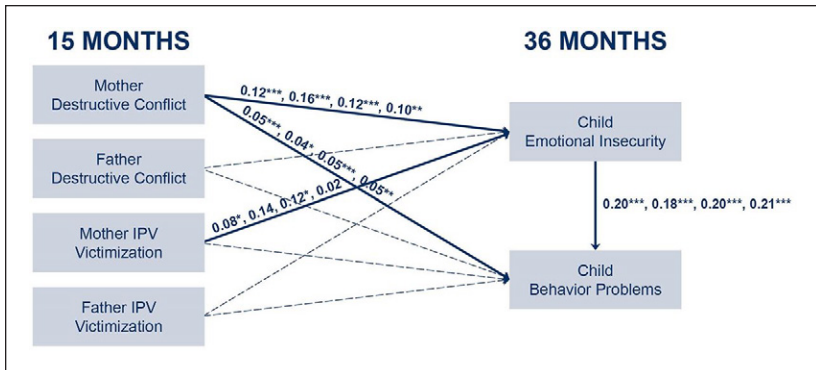 15 MONTHS
36 MONTHS
Mother
Destructive Conflict
0.12***, 0.16***, 0.12***, 0.10**
0.05***, 0.04*, 0.05***, 0.05**
Child
Emotional Insecurity
Father
Destructive Conflict
0.08*, 0.14, 0.12*, 0.02
0.20***, 0.18***, 0.20***, 0.21***
Mother IPV
Victimization
Child
Behavior Problems
Father IPV
Victimization